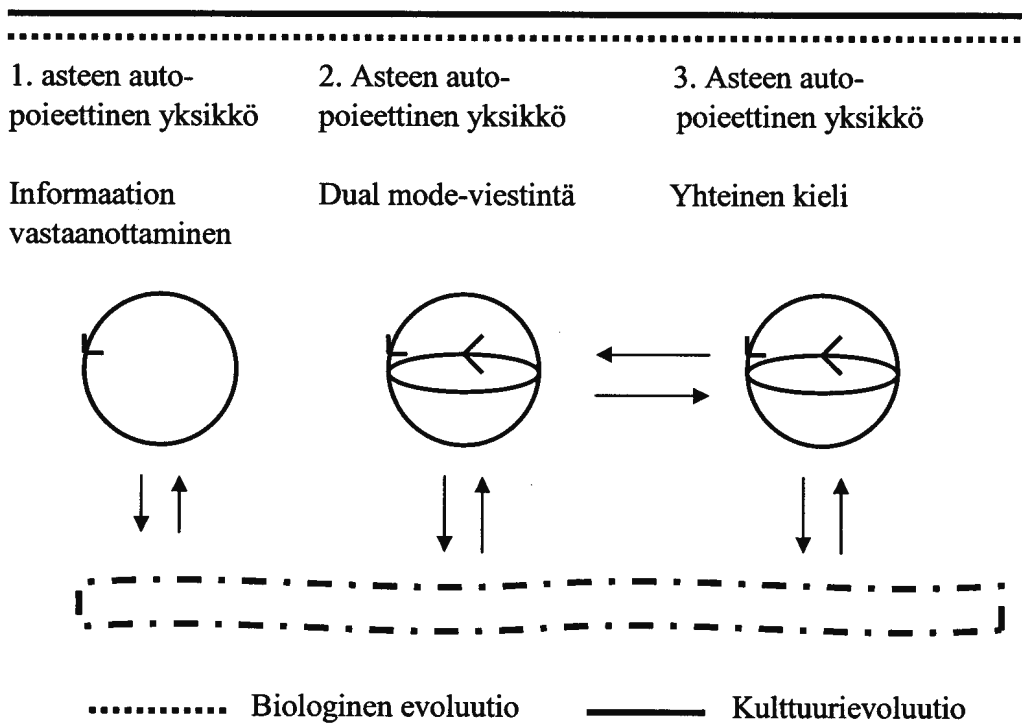 1. asteen auto-
poieettinen yksikkö
2. Asteen auto-
poieettinen yksikkö
3. Asteen auto-
poieettinen yksikkö
Informaation
vastaanottaminen
Dual mode-viestintä
Yhteinen kieli
Biologinen evoluutio
Kulttuurievoluutio